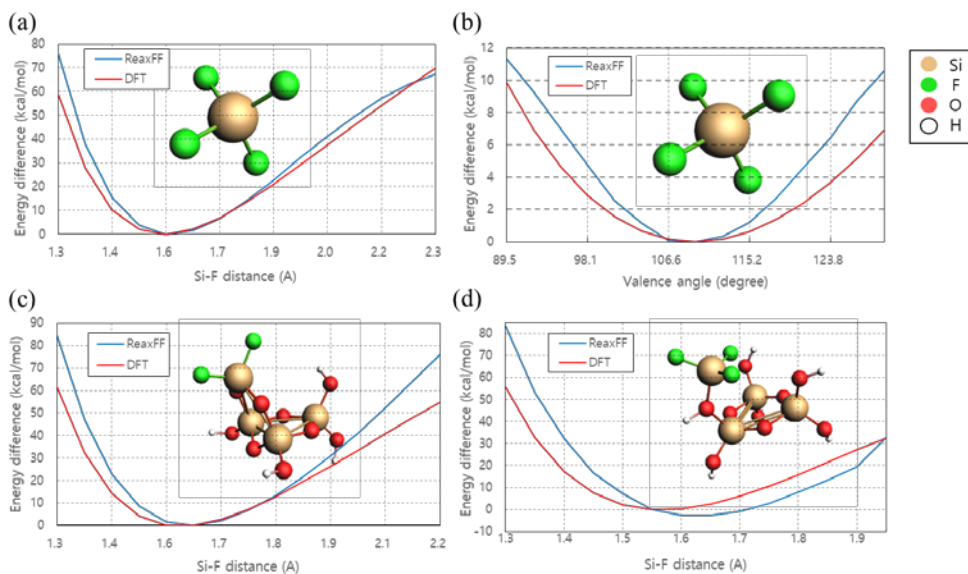 (a)
Energy difference (kcal/mol)
80
70
60
50
40
30
20
10
0
ReaxFF
DFT
1.3 1.4 1.5 1.6 1.7 1.9 2.0 2.1 2.2 2.3
Si-F distance (A)
(b)
Energy difference (kcal/mol)
12
10
8
6
4
2
0
ReaxFF
DFT
89.5 98.1 106.6 115.2 123.8
Valence angle (degree)
Si
F
O
H
(c)
Energy difference (kcal/mol)
90
80
70
60
50
40
30
20
10
0
ReaxFF
DFT
1.3 1.4 1.5 1.6 1.7 1.8 1.9 2.0 2.1 2.2
Si-F distance (A)
(d)
Energy difference (kcal/mol)
80
70
60
50
40
30
20
10
0
-10
ReaxFF
DFT
1.3 1.4 1.5 1.6 1.7 1.8 1.9
Si-F distance (A)